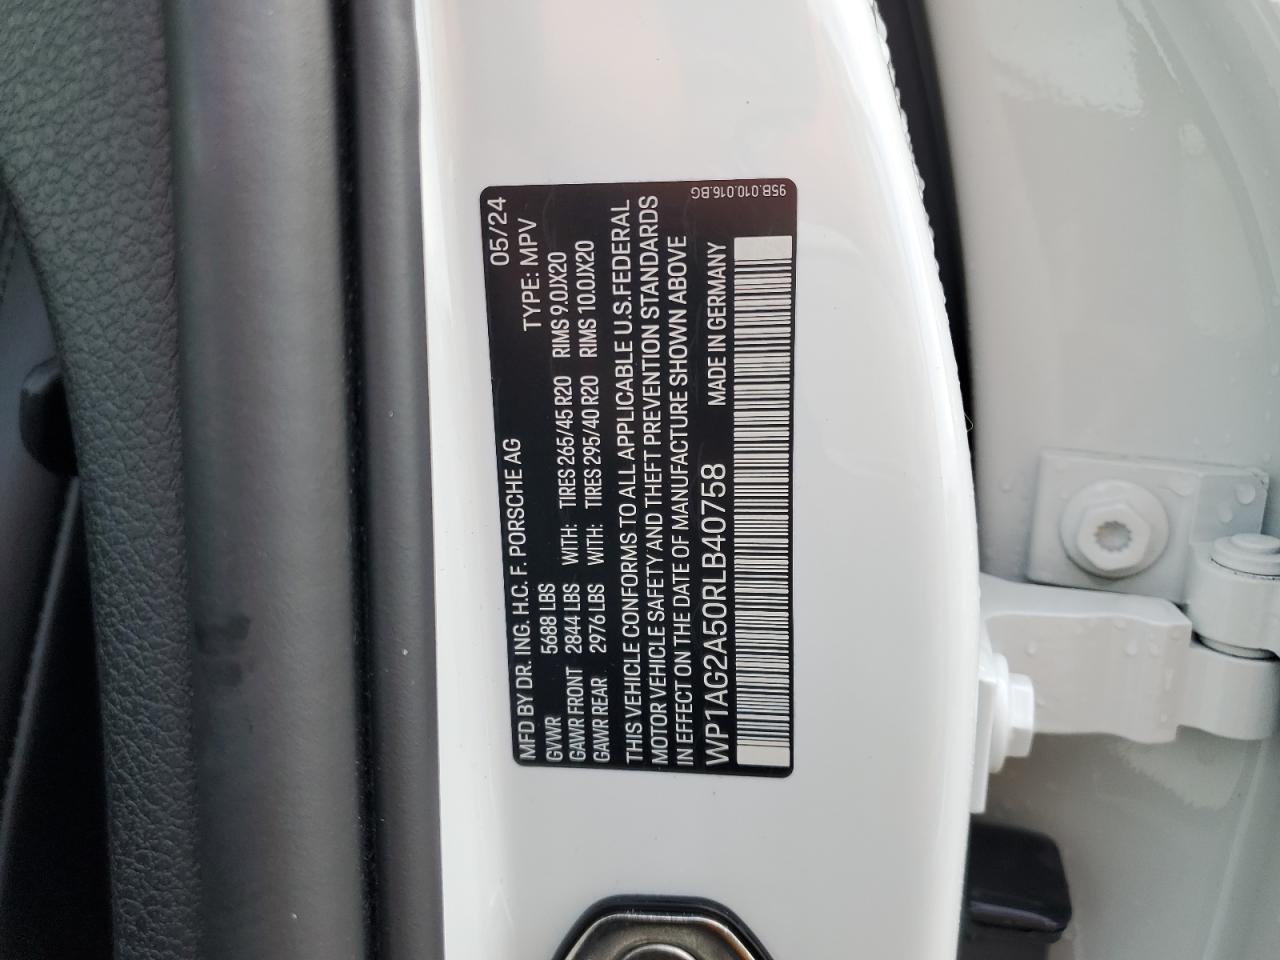 05/24
MFD BY DR. ING. H.C. F. PORSCHE AG TYPE: MPV
GVWR 5688 LBS WITH: TIRES 265/45 R20 RIMS 9.0JX20
GAWR FRONT 2844 LBS WITH: TIRES 295/40 R20 RIMS 10.0JX20
GAWR REAR 2976 LBS
THIS VEHICLE CONFORMS TO ALL APPLICABLE U.S. FEDERAL
MOTOR VEHICLE SAFETY AND THEFT PREVENTION STANDARDS
IN EFFECT ON THE DATE OF MANUFACTURE SHOWN ABOVE
WP1AG2A50RLB40758 MADE IN GERMANY
95B.010.016.BG